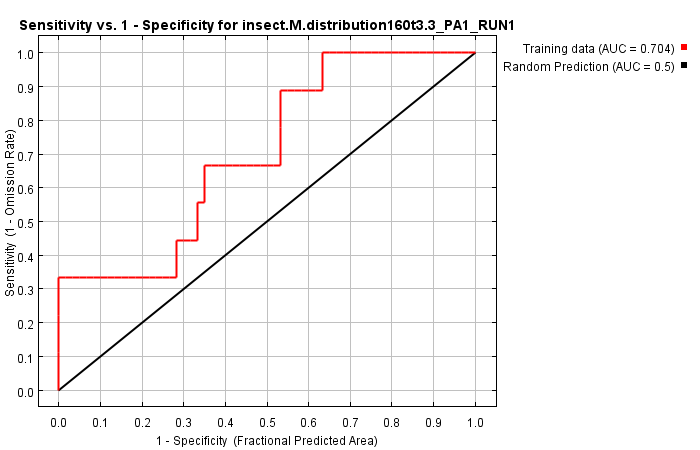 Sensitivity vs. 1 - Specificity for insect.M.distribution160t3.3_PA1_RUN1
Training data (AUC = 0.704)
Random Prediction (AUC = 0.5)
Sensitivity (1 - Omission Rate)
1.0
0.9
0.8
0.7
0.6
0.5
0.4
0.3
0.2
0.1
0.0
0.0 0.1 0.2 0.3 0.4 0.5 0.6 0.7 0.8 0.9 1.0
1 - Specificity (Fractional Predicted Area)